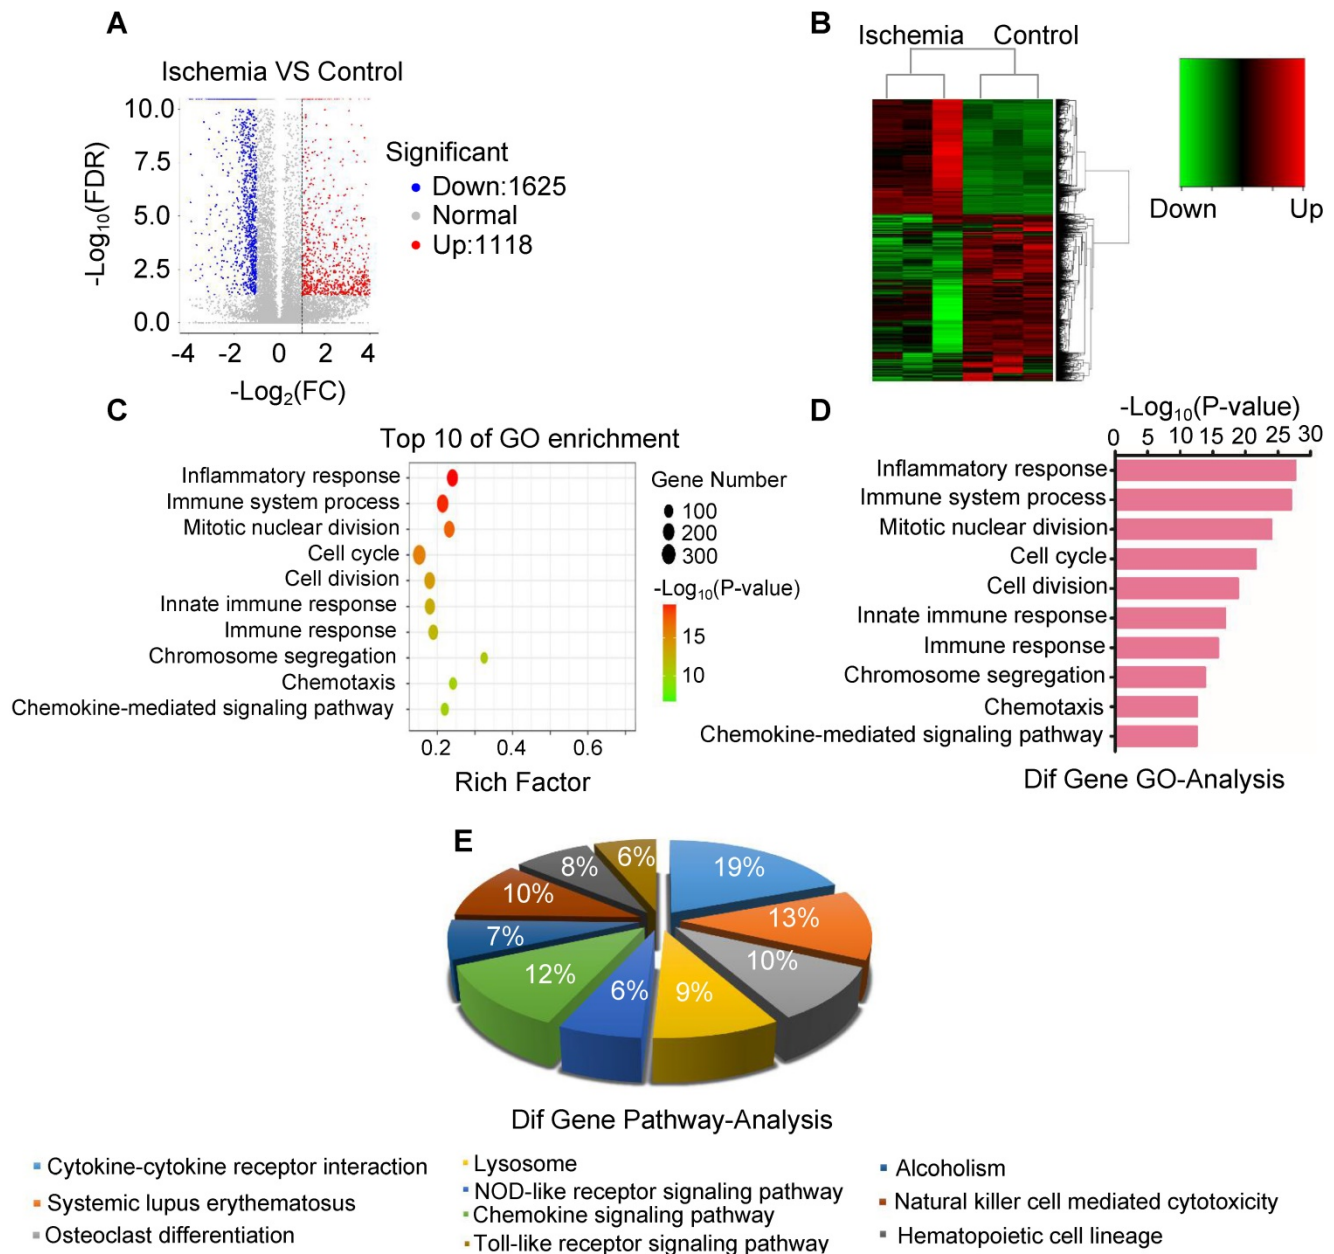 A
Ischemia VS Control
10.0
7.5
5.0
2.5
0.0
-Log10(FDR)
-4 -2 0 2 4
-Log2(FC)
Significant
Down:1625
Normal
Up:1118
B
Ischemia Control
Down Up
C
Top 10 of GO enrichment
Inflammatory response
Immune system process
Mitotic nuclear division
Cell cycle
Cell division
Innate immune response
Immune response
Chromosome segregation
Chemotaxis
Chemokine-mediated signaling pathway
0.2 0.4 0.6
Rich Factor
Gene Number
100
200
300
-Log10(P-value)
15
10
D
-Log10(P-value)
0 5 10 15 20 25 30
Inflammatory response
Immune system process
Mitotic nuclear division
Cell cycle
Cell division
Innate immune response
Immune response
Chromosome segregation
Chemotaxis
Chemokine-mediated signaling pathway
Dif Gene GO-Analysis
E
19%
13%
10%
9%
6%
12%
7%
10%
8%
6%
Dif Gene Pathway-Analysis
Cytokine-cytokine receptor interaction
Systemic lupus erythematosus
Osteoclast differentiation
Lysosome
NOD-like receptor signaling pathway
Chemokine signaling pathway
Toll-like receptor signaling pathway
Alcoholism
Natural killer cell mediated cytotoxicity
Hematopoietic cell lineage